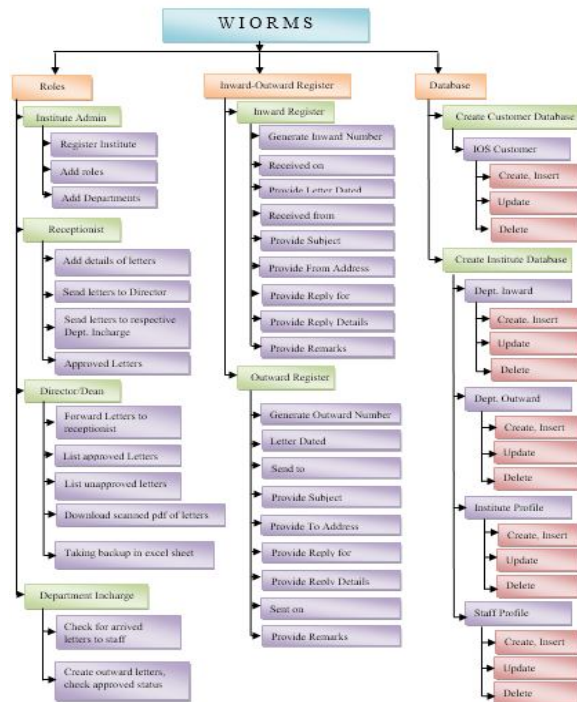 WIORMS
Roles
Institute Admin
Register Institute
Add roles
Add Departments
Receptionist
Add details of letters
Send letters to Director
Send letters to respective
Dept. Incharge
Approved Letters
Director/Dean
Forward Letters to
receptionist
List approved Letters
List unapproved letters
Download scanned pdf of letters
Taking backup in excel sheet
Department Incharge
Check for arrived
letters to staff
Create outward letters,
check approved status
Inward-Outward Register
Inward Register
Generate Inward Number
Received on
Provide Letter Dated
Received from
Provide Subject
Provide From Address
Provide Reply for
Provide Reply Details
Provide Remarks
Outward Register
Generate Outward Number
Letter Dated
Send to
Provide Subject
Provide To Address
Provide Reply for
Provide Reply Details
Sent on
Provide Remarks
Database
Create Customer Database
IOS Customer
Create, Insert
Update
Delete
Create Institute Database
Dept. Inward
Create, Insert
Update
Delete
Dept. Outward
Create, Insert
Update
Delete
Institute Profile
Create, Insert
Update
Delete
Staff Profile
Create, Insert
Update
Delete